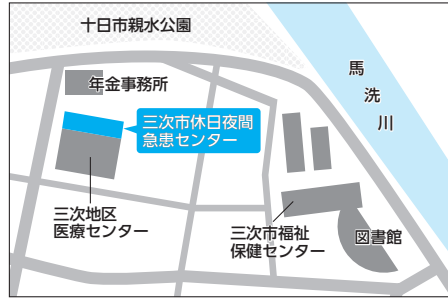 十日市親水公園
年金事務所
馬洗川
三次市休日夜間
急患センター
三次地区
医療センター
三次市福祉
保健センター
図書館